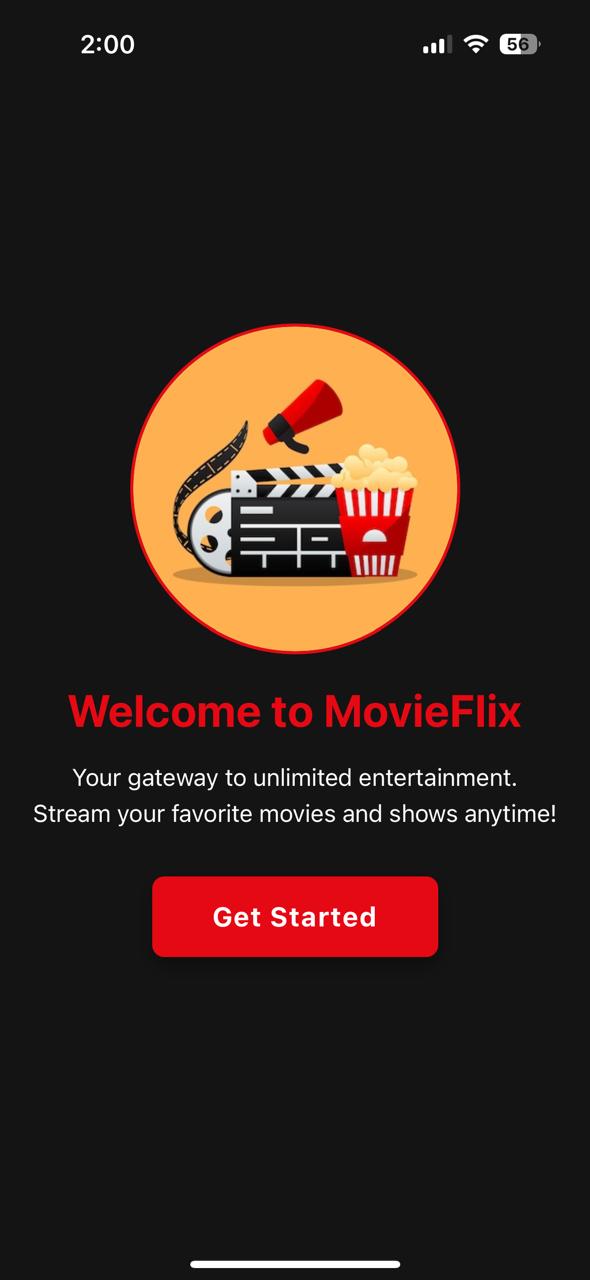 2:00
56
Welcome to MovieFlix
Your gateway to unlimited entertainment.
Stream your favorite movies and shows anytime!
Get Started